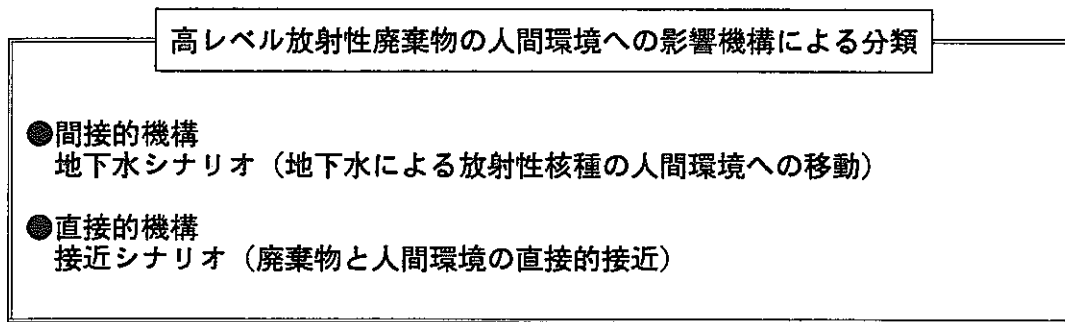 高レベル放射性廃棄物の人間環境への影響機構による分類
●間接的機構
地下水シナリオ（地下水による放射性核種の人間環境への移動）
●直接的機構
接近シナリオ（廃棄物と人間環境の直接的接近）